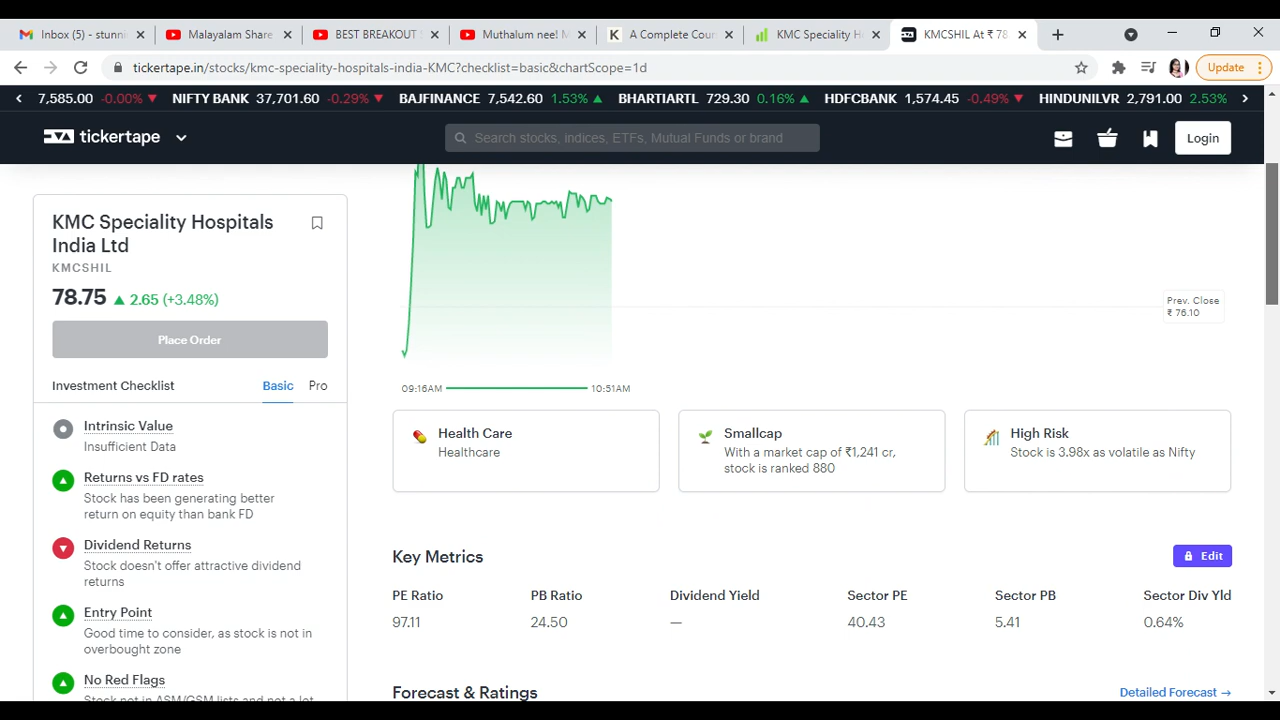 Inbox (5) - stunni
Malayalam Share
BEST BREAKOUT S
Muthalum nee! M
K A Complete Coun
KMC Speciality H
KMCSHIL At ₹ 78
tickertape.in/stocks/kmc-speciality-hospitals-india-KMC?checklist=basic&chartScope=1d
Update
7,585.00 -0.00% ▼ NIFTY BANK 37,701.60 -0.29% ▼ BAJFINANCE 7,542.60 1.53% ▲ BHARTIARTL 729.30 0.16% ▲ HDFCBANK 1,574.45 -0.49% ▼ HINDUNILVR 2,791.00 2.53%
tickertape
Search stocks, indices, ETFs, Mutual Funds or brand
Login
KMC Speciality Hospitals
India Ltd
KMCSHIL
78.75 ▲ 2.65 (+3.48%)
Place Order
Investment Checklist Basic Pro
Intrinsic Value
Insufficient Data
Returns vs FD rates
Stock has been generating better
return on equity than bank FD
Dividend Returns
Stock doesn't offer attractive dividend
returns
Entry Point
Good time to consider, as stock is not in
overbought zone
No Red Flags
Stock not in ASM/GSM lists and not a lot
Prev. Close
₹ 76.10
09:16AM 10:51AM
Health Care
Healthcare
Smallcap
With a market cap of ₹1,241 cr,
stock is ranked 880
High Risk
Stock is 3.98x as volatile as Nifty
Key Metrics
Edit
PE Ratio PB Ratio Dividend Yield Sector PE Sector PB Sector Div Yld
97.11 24.50 — 40.43 5.41 0.64%
Forecast & Ratings
Detailed Forecast →